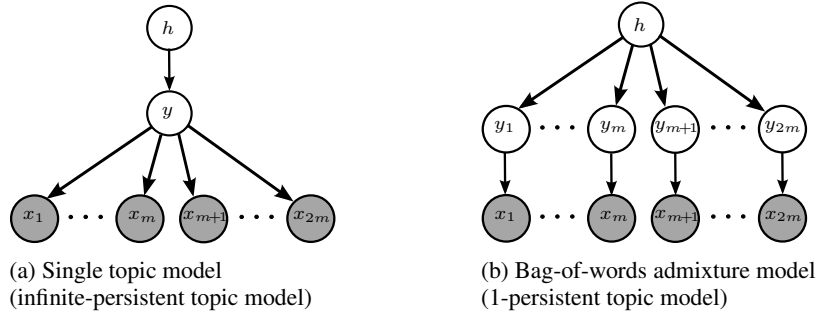 h h
y y₁ · · · yₘ yₘ₊₁ · · · y₂ₘ
x₁ · · · xₘ xₘ₊₁ · · · x₂ₘ x₁ · · · xₘ xₘ₊₁ · · · x₂ₘ
(a) Single topic model
(infinite-persistent topic model)
(b) Bag-of-words admixture model
(1-persistent topic model)